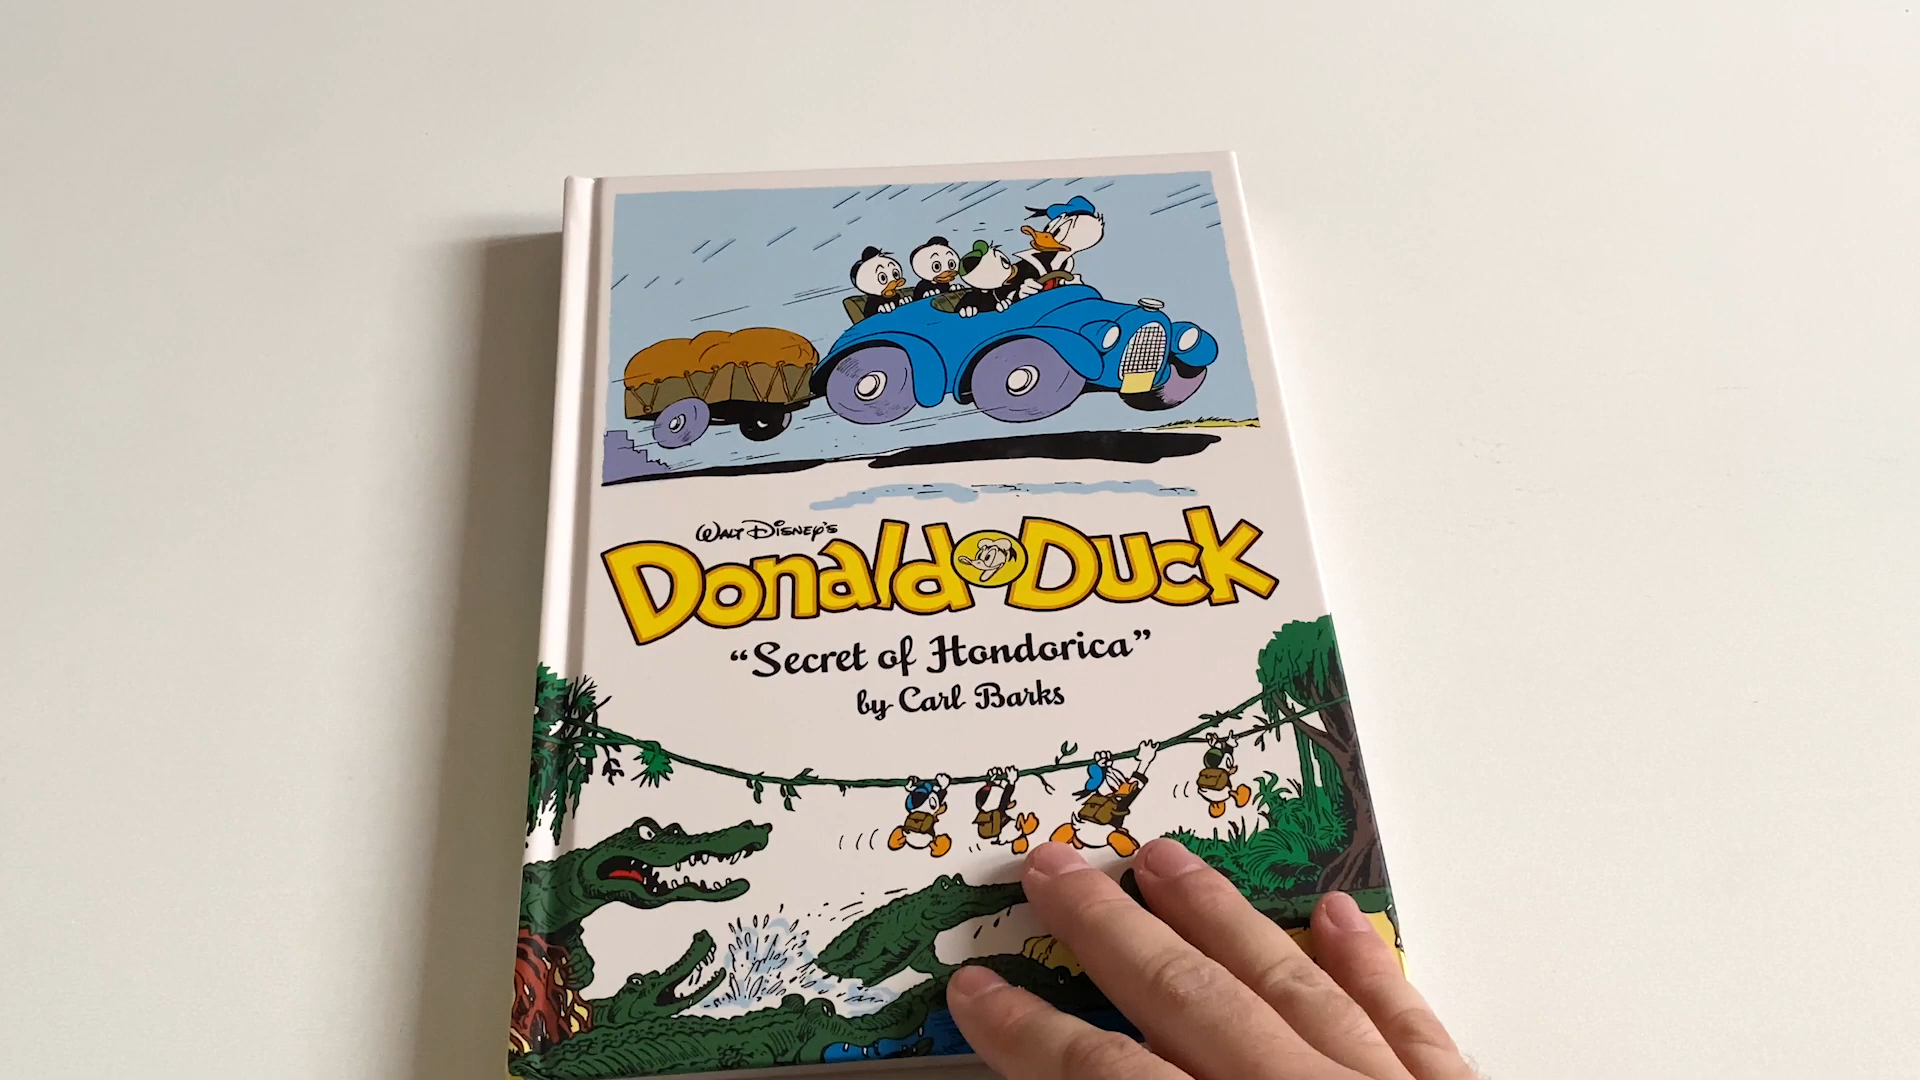 Walt Disney's
Donald Duck
“Secret of Hondorica”
by Carl Barks